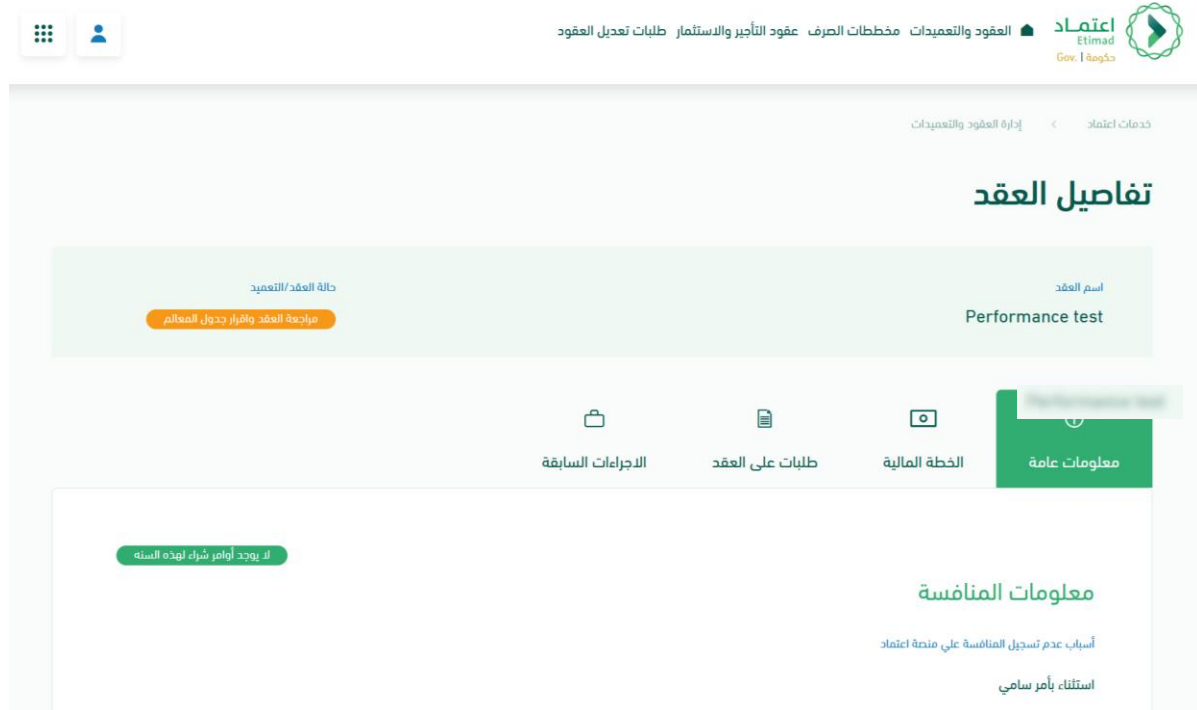 اعتمـاد
Etimad
حكومة | Gov.
العقود والتعميدات مخططات الصرف عقود التأجير والاستثمار طلبات تعديل العقود
خدمات اعتماد > إدارة العقود والتعميدات
تفاصيل العقد
اسم العقد
Performance test
حالة العقد/التعميد
مراجعة العقد واقرار جدول المعالم
معلومات عامة
الخطة المالية
طلبات على العقد
الاجراءات السابقة
لا يوجد أوامر شراء لهذه السنه
معلومات المنافسة
أسباب عدم تسجيل المنافسة علي منصة اعتماد
استثناء بأمر سامي